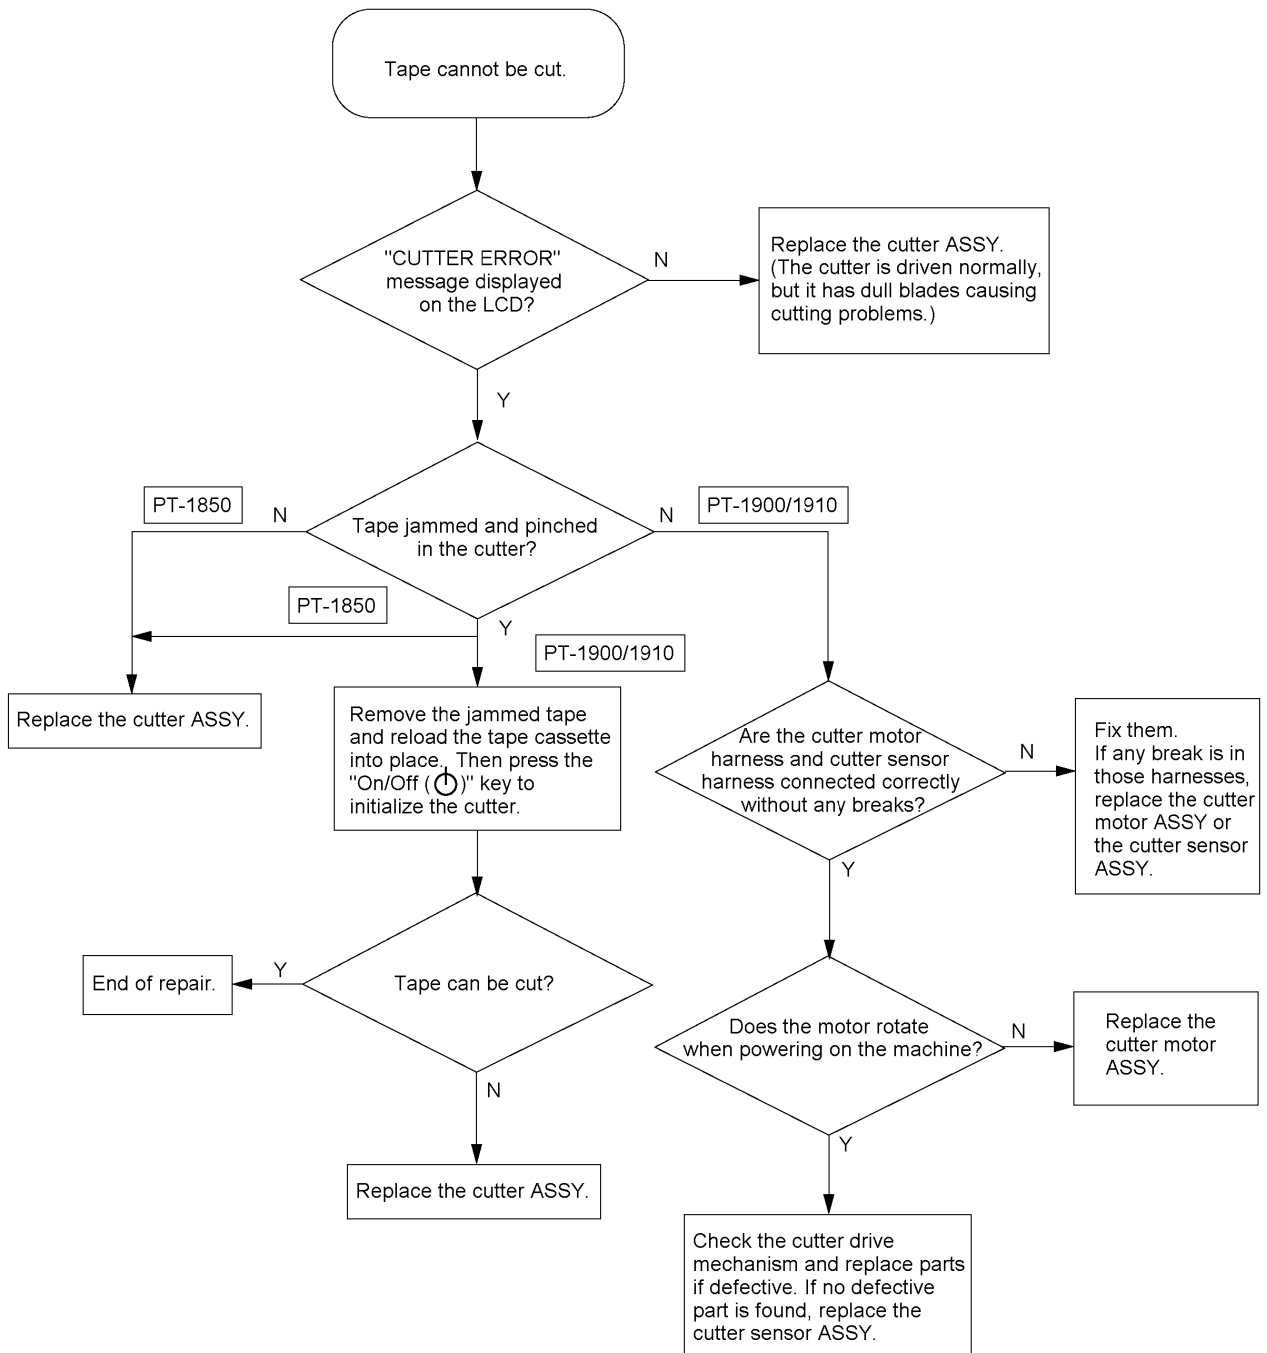 Tape cannot be cut.
"CUTTER ERROR"
message displayed
on the LCD?
N
Replace the cutter ASSY.
(The cutter is driven normally,
but it has dull blades causing
cutting problems.)
Y
PT-1850
N
Tape jammed and pinched
in the cutter?
N
PT-1900/1910
PT-1850
Y
PT-1900/1910
Replace the cutter ASSY.
Remove the jammed tape
and reload the tape cassette
into place. Then press the
"On/Off ( )" key to
initialize the cutter.
Are the cutter motor
harness and cutter sensor
harness connected correctly
without any breaks?
N
Fix them.
If any break is in
those harnesses,
replace the cutter
motor ASSY or
the cutter sensor
ASSY.
Y
End of repair.
Y
Tape can be cut?
N
Replace the cutter ASSY.
Does the motor rotate
when powering on the machine?
N
Replace the
cutter motor
ASSY.
Y
Check the cutter drive
mechanism and replace parts
if defective. If no defective
part is found, replace the
cutter sensor ASSY.